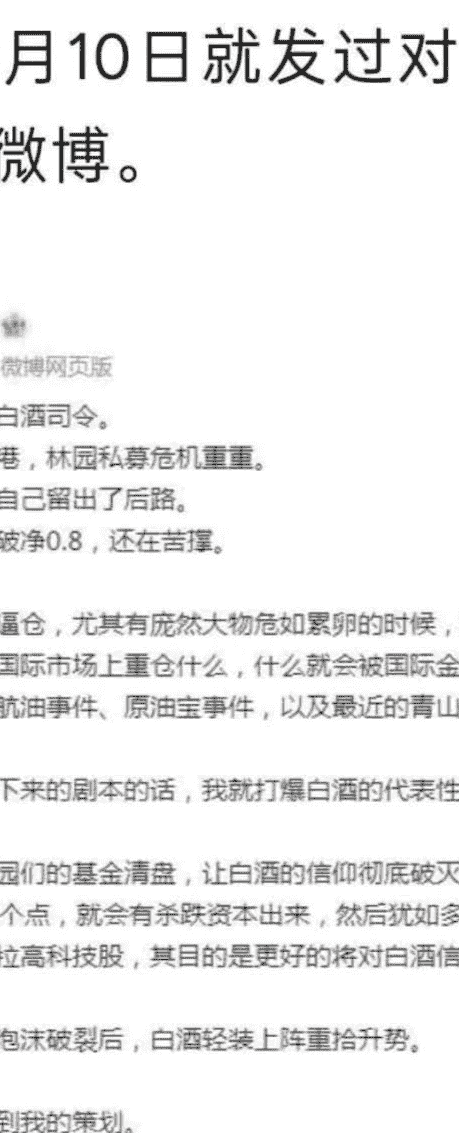 月10日就发过对
微博。
微博网页版
白酒司令。
港，林园私募危机重重。
自己留出了后路。
破净0.8，还在苦撑。
逼仓，尤其有庞然大物危如累卵的时候，
国际市场上重仓什么，什么就会被国际金
航油事件、原油宝事件，以及最近的青山
下来的剧本的话，我就打爆白酒的代表性
园们的基金清盘，让白酒的信仰彻底破灭
个点，就会有杀跌资本出来，然后犹如多
拉高科技股，其目的是更好的将对白酒信
泡沫破裂后，白酒轻装上阵重拾升势。
到我的策划。